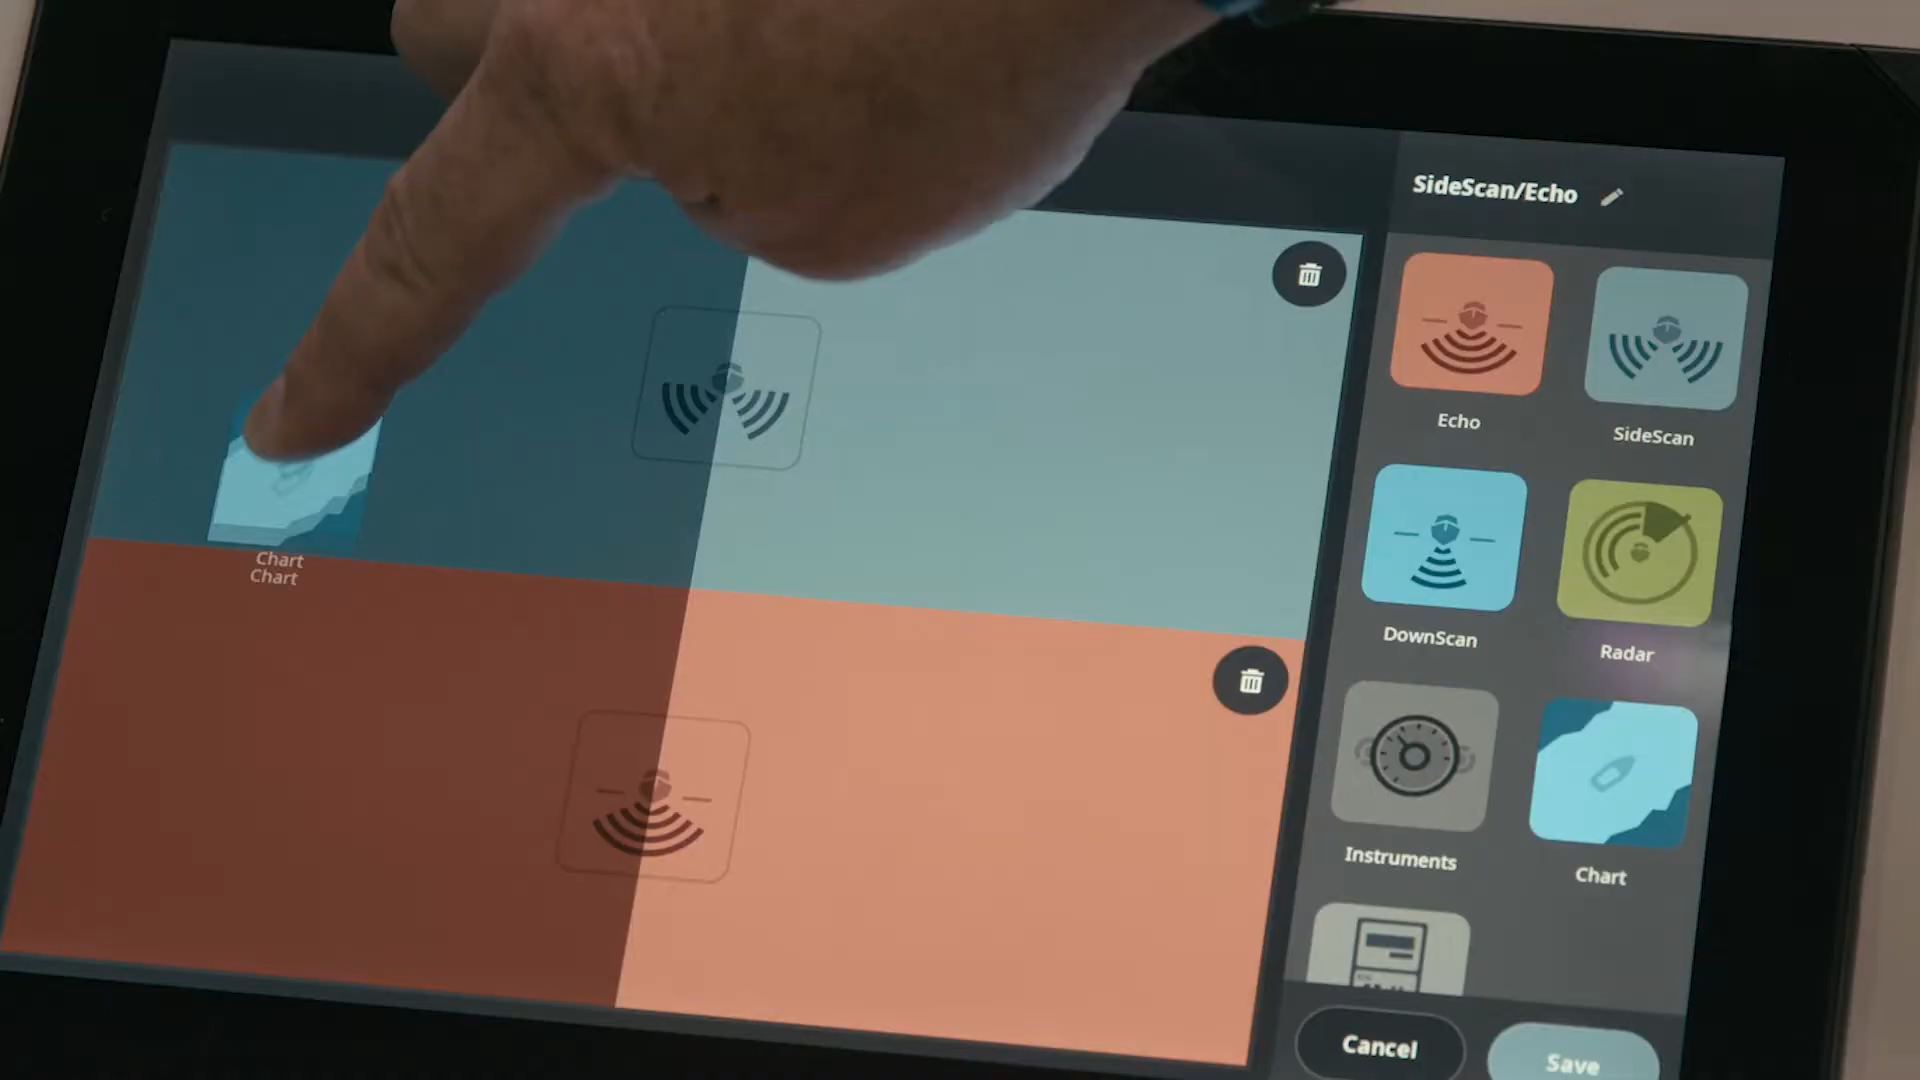 SideScan/Echo
Echo
SideScan
DownScan
Radar
Chart
Chart
Instruments
Chart
Cancel
Save